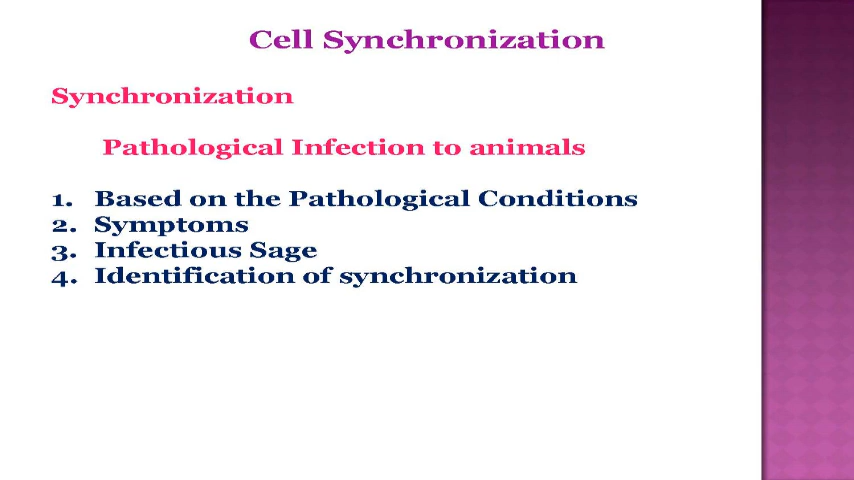 Cell Synchronization
Synchronization
Pathological Infection to animals
1. Based on the Pathological Conditions
2. Symptoms
3. Infectious Sage
4. Identification of synchronization